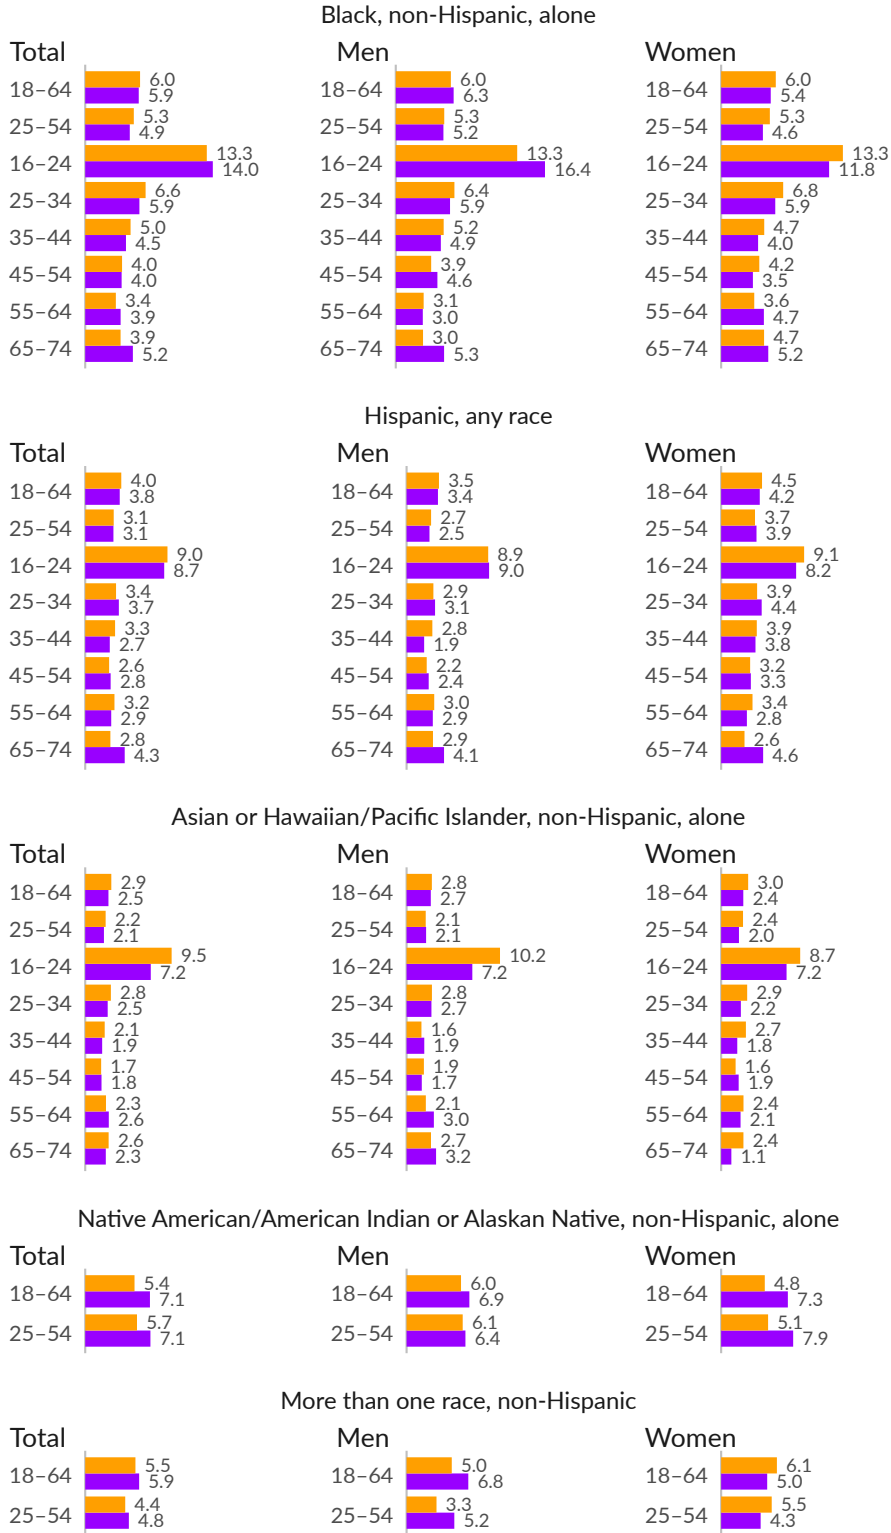 Black, non-Hispanic, alone
Total Men Women
18–64 6.0 5.9 18–64 6.0 6.3 18–64 6.0 5.4
25–54 5.3 4.9 25–54 5.3 5.2 25–54 5.3 4.6
16–24 13.3 14.0 16–24 13.3 16.4 16–24 13.3 11.8
25–34 6.6 5.9 25–34 6.4 5.9 25–34 6.8 5.9
35–44 5.0 4.5 35–44 5.2 4.9 35–44 4.7 4.0
45–54 4.0 4.0 45–54 3.9 4.6 45–54 4.2 3.5
55–64 3.4 3.9 55–64 3.1 3.0 55–64 3.6 4.7
65–74 3.9 5.2 65–74 3.0 5.3 65–74 4.7 5.2
Hispanic, any race
Total Men Women
18–64 4.0 3.8 18–64 3.5 3.4 18–64 4.5 4.2
25–54 3.1 3.1 25–54 2.7 2.5 25–54 3.7 3.9
16–24 9.0 8.7 16–24 8.9 9.0 16–24 9.1 8.2
25–34 3.4 3.7 25–34 2.9 3.1 25–34 3.9 4.4
35–44 3.3 2.7 35–44 2.8 1.9 35–44 3.9 3.8
45–54 2.6 2.8 45–54 2.2 2.4 45–54 3.2 3.3
55–64 3.2 2.9 55–64 3.0 2.9 55–64 3.4 2.8
65–74 2.8 4.3 65–74 2.9 4.1 65–74 2.6 4.6
Asian or Hawaiian/Pacific Islander, non-Hispanic, alone
Total Men Women
18–64 2.9 2.5 18–64 2.8 2.7 18–64 3.0 2.4
25–54 2.2 2.1 25–54 2.1 2.1 25–54 2.4 2.0
16–24 9.5 7.2 16–24 10.2 7.2 16–24 8.7 7.2
25–34 2.8 2.5 25–34 2.8 2.7 25–34 2.9 2.2
35–44 2.1 1.9 35–44 1.6 1.9 35–44 2.7 1.8
45–54 1.7 1.8 45–54 1.9 1.7 45–54 1.6 1.9
55–64 2.3 2.6 55–64 2.1 3.0 55–64 2.4 2.1
65–74 2.6 2.3 65–74 2.7 3.2 65–74 2.4 1.1
Native American/American Indian or Alaskan Native, non-Hispanic, alone
Total Men Women
18–64 5.4 7.1 18–64 6.0 6.9 18–64 4.8 7.3
25–54 5.7 7.1 25–54 6.1 6.4 25–54 5.1 7.9
More than one race, non-Hispanic
Total Men Women
18–64 5.5 5.9 18–64 5.0 6.8 18–64 6.1 5.0
25–54 4.4 4.8 25–54 3.3 5.2 25–54 5.5 4.3